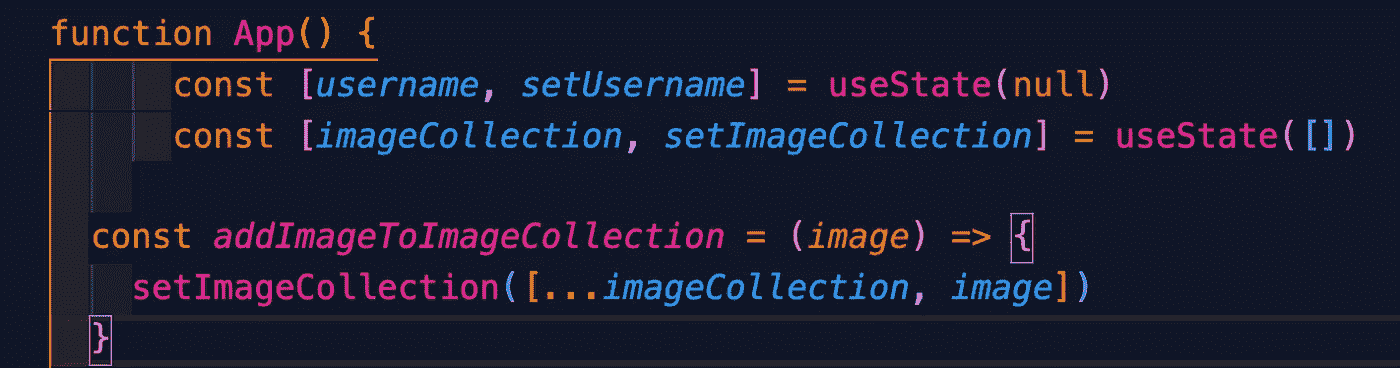 function App() {
const [username, setUsername] = useState(null)
const [imageCollection, setImageCollection] = useState([])
const addImageToImageCollection = (image) => {
setImageCollection([...imageCollection, image])
}